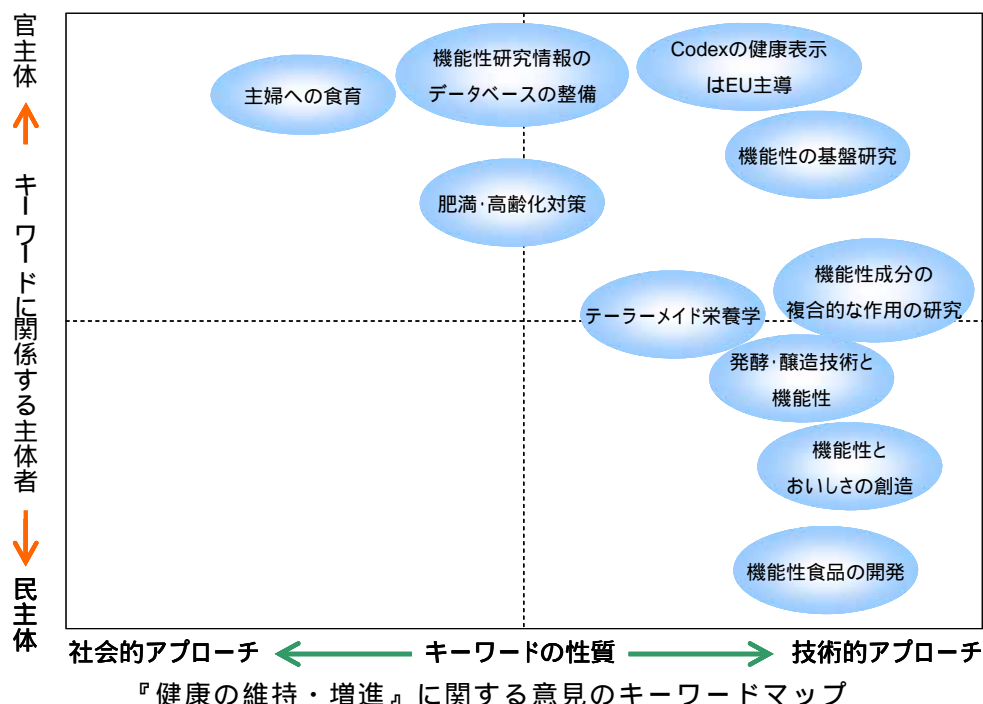 官主体
キーワードに関係する主体者
民主体
主婦への食育
機能性研究情報の
データベースの整備
Codexの健康表示
はEU主導
機能性の基盤研究
肥満・高齢化対策
機能性成分の
複合的な作用の研究
テーラーメイド栄養学
発酵・醸造技術と
機能性
機能性と
おいしさの創造
機能性食品の開発
社会的アプローチ キーワードの性質 技術的アプローチ
『健康の維持・増進』に関する意見のキーワードマップ